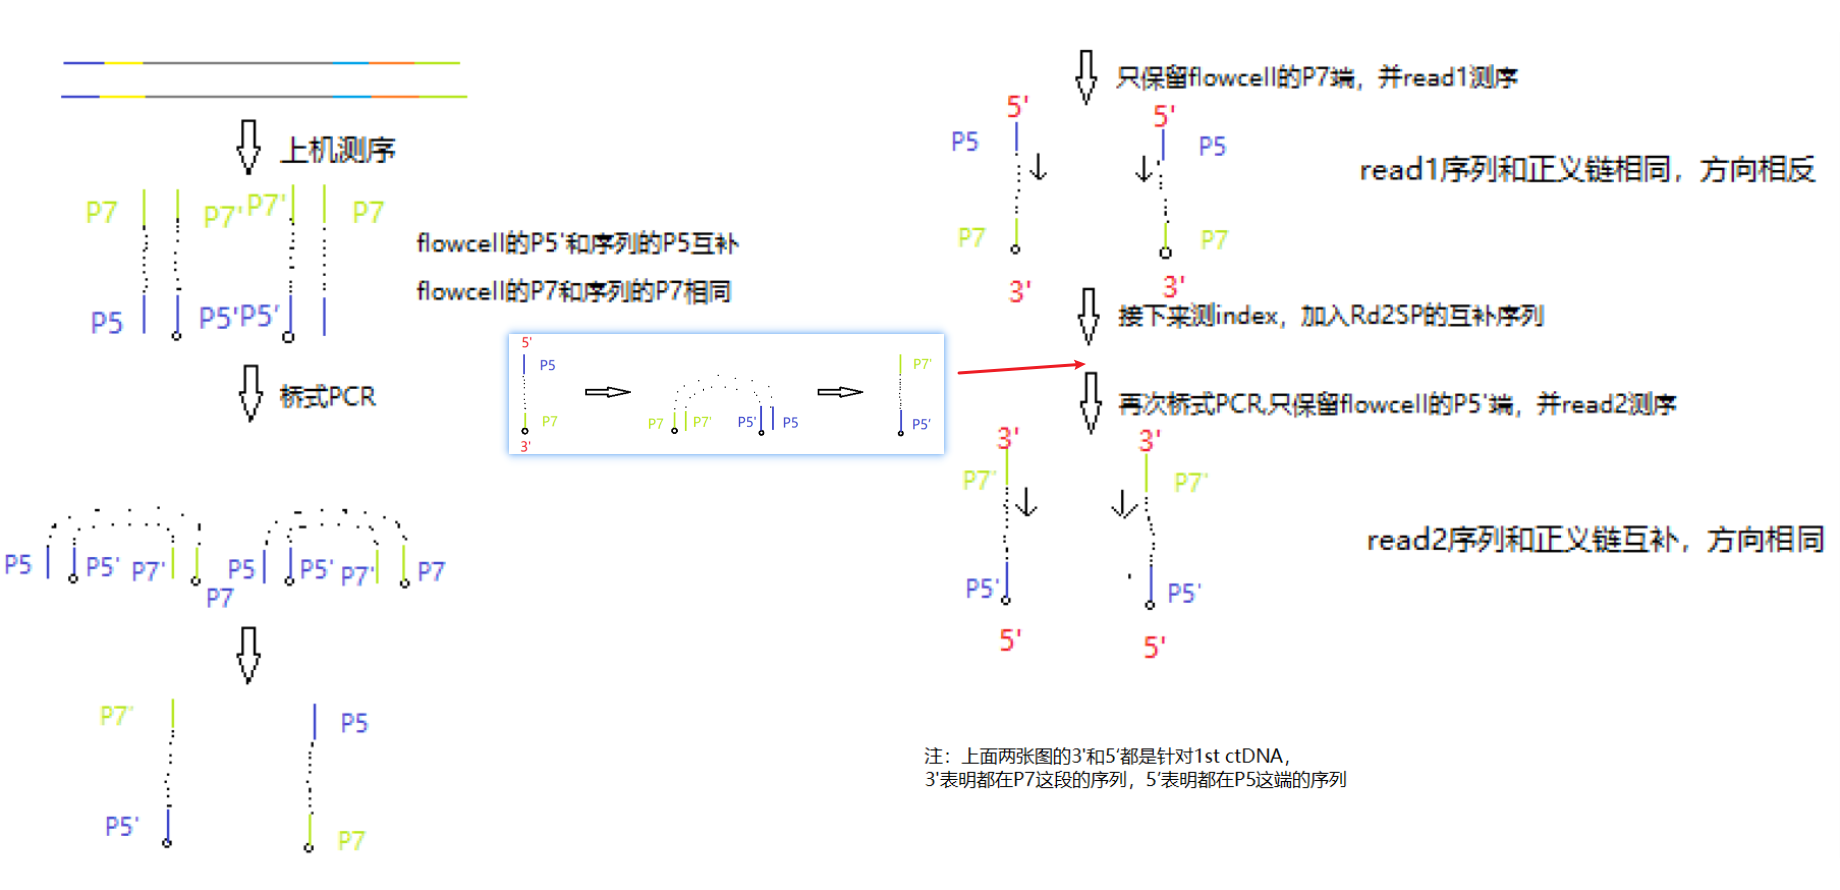 上机测序
P7
P7'
P7'
P7
P5
P5'
P5'
P5
flowcell的P5'和序列的P5互补
flowcell的P7和序列的P7相同
桥式PCR
P5
P5'
P7'
P7
P5
P5'
P7'
P7
P7'
P5
P5'
P7
5'
P5
P7
3'
P7
P7'
P5'
P5
P7'
P5'
只保留flowcell的P7端，并read1测序
5'
5'
P5
P5
read1序列和正义链相同，方向相反
P7
P7
3'
3'
接下来测index，加入Rd2SP的互补序列
再次桥式PCR,只保留flowcell的P5'端，并read2测序
3'
3'
P7'
P7'
read2序列和正义链互补，方向相同
P5'
P5'
5'
5'
注：上面两张图的3'和5‘都是针对1st ctDNA，
3'表明都在P7这段的序列，5’表明都在P5这端的序列